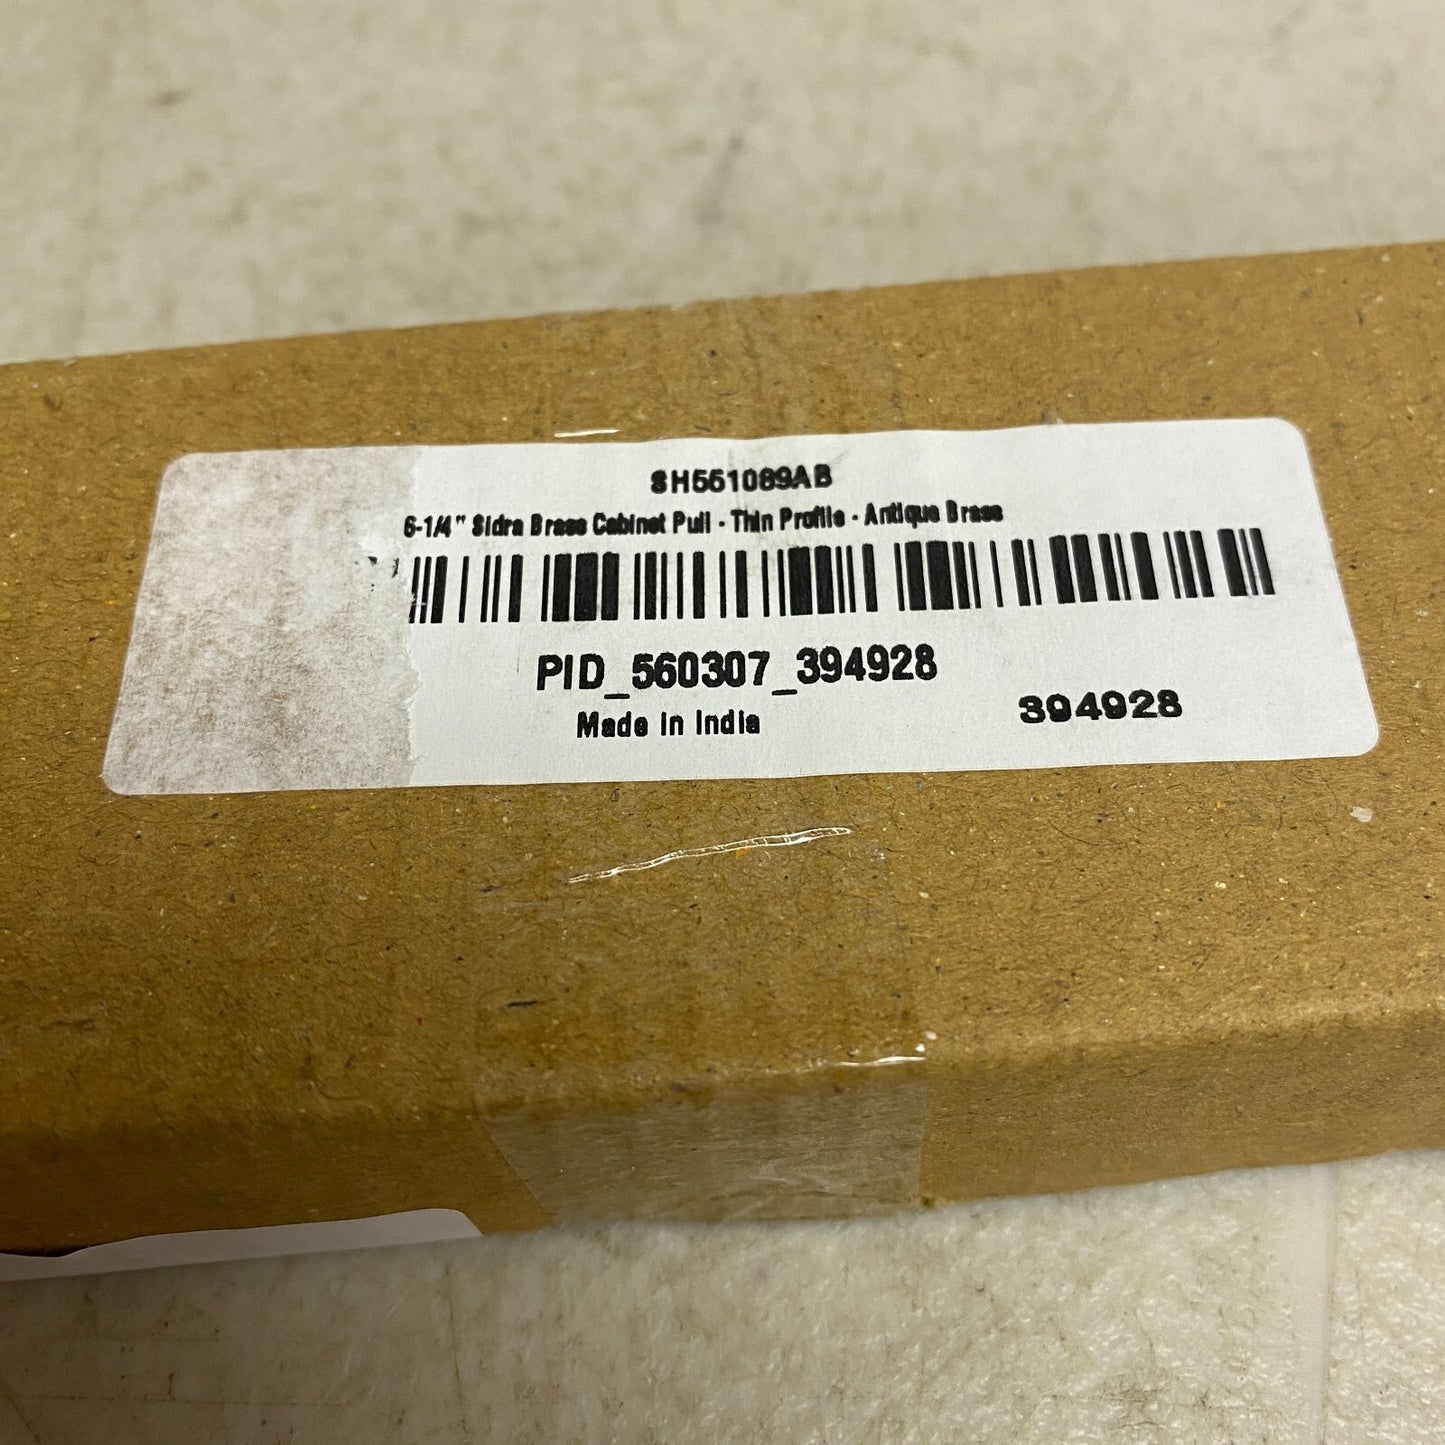 SH551089AB
6-1/4" Sidra Brass Cabinet Pull - Thin Profile - Antique Brass
PID_560307_394928
Made in India
394928